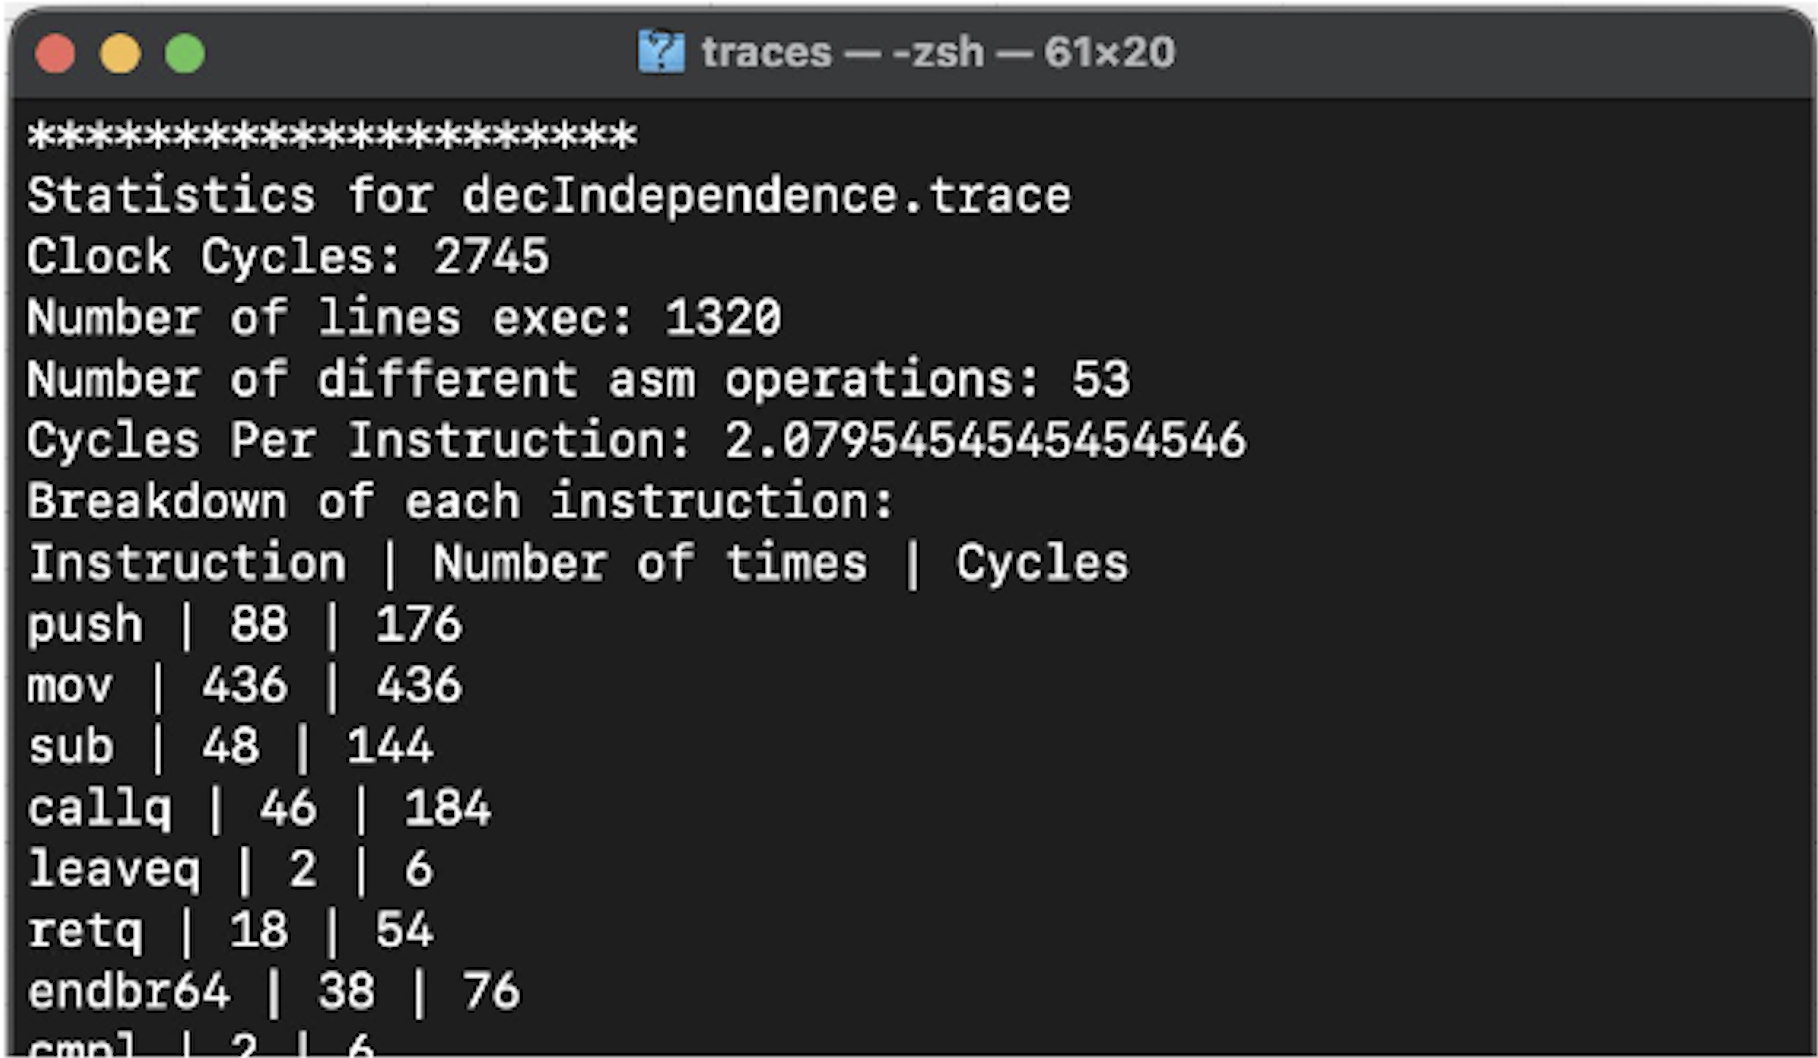 traces — -zsh — 61×20
*********************
Statistics for decIndependence.trace
Clock Cycles: 2745
Number of lines exec: 1320
Number of different asm operations: 53
Cycles Per Instruction: 2.0795454545454546
Breakdown of each instruction:
Instruction | Number of times | Cycles
push | 88 | 176
mov | 436 | 436
sub | 48 | 144
callq | 46 | 184
leaveq | 2 | 6
retq | 18 | 54
endbr64 | 38 | 76
cmpl | 2 | 6